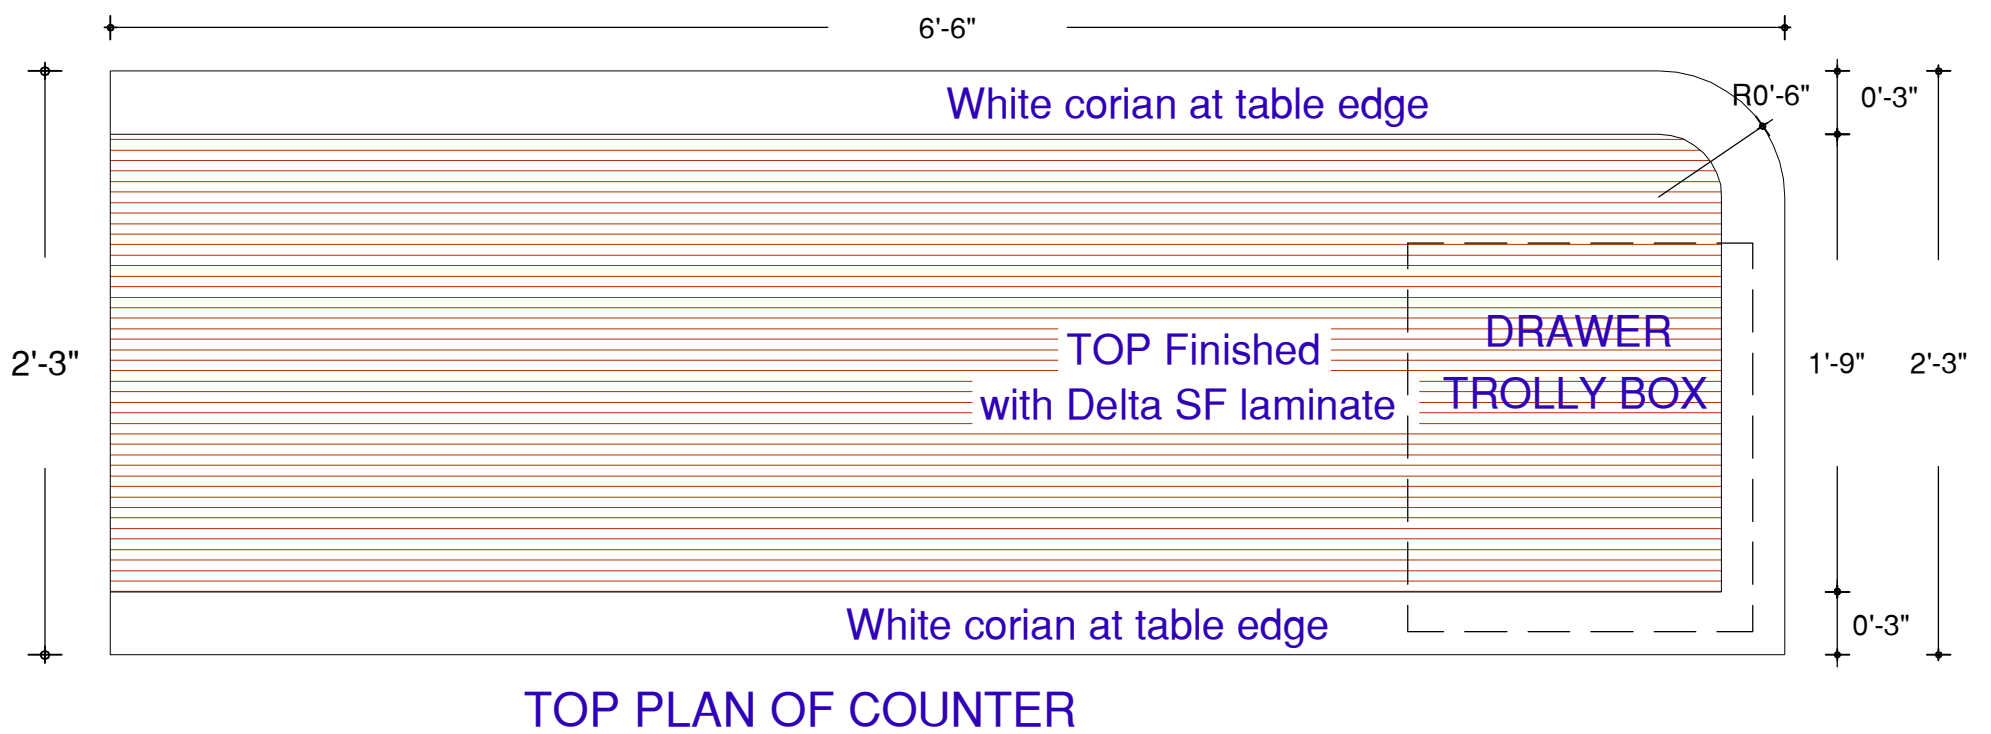 6'-6"
White corian at table edge
R0'-6"
0'-3"
TOP Finished
with Delta SF laminate
DRAWER
TROLLY BOX
2'-3"
1'-9"
2'-3"
White corian at table edge
0'-3"
TOP PLAN OF COUNTER